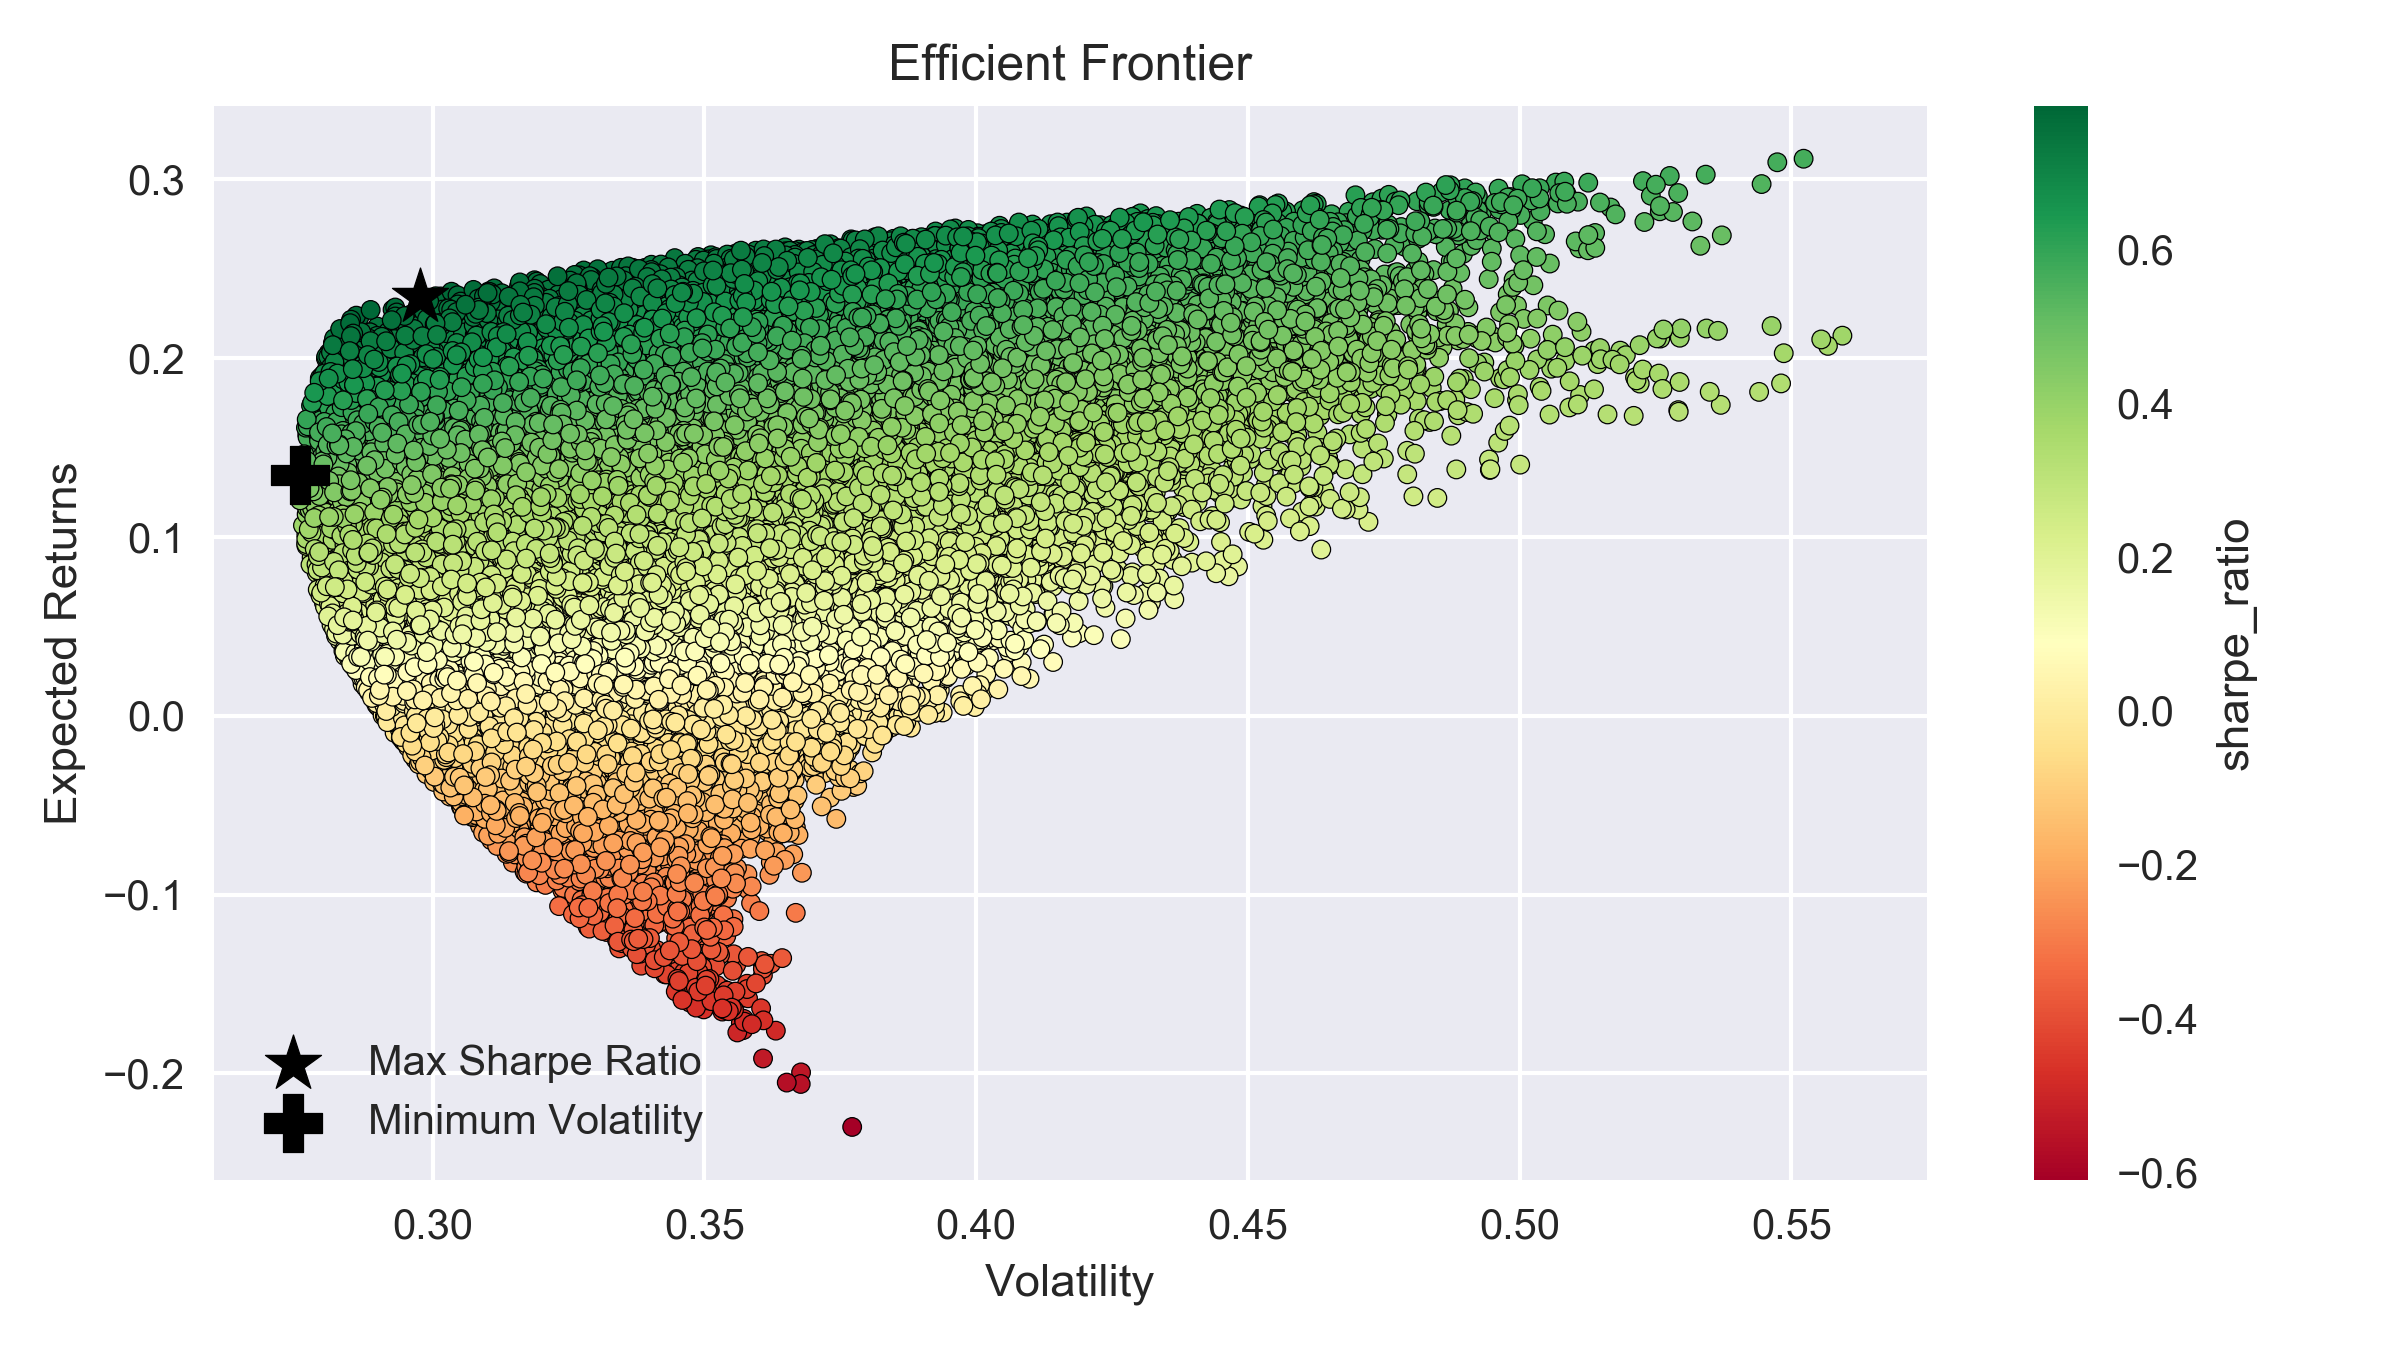 Efficient Frontier
Expected Returns
0.3
0.2
0.1
0.0
−0.1
−0.2
Max Sharpe Ratio
Minimum Volatility
0.30 0.35 0.40 0.45 0.50 0.55
Volatility
0.6
0.4
0.2
0.0
−0.2
−0.4
−0.6
sharpe_ratio